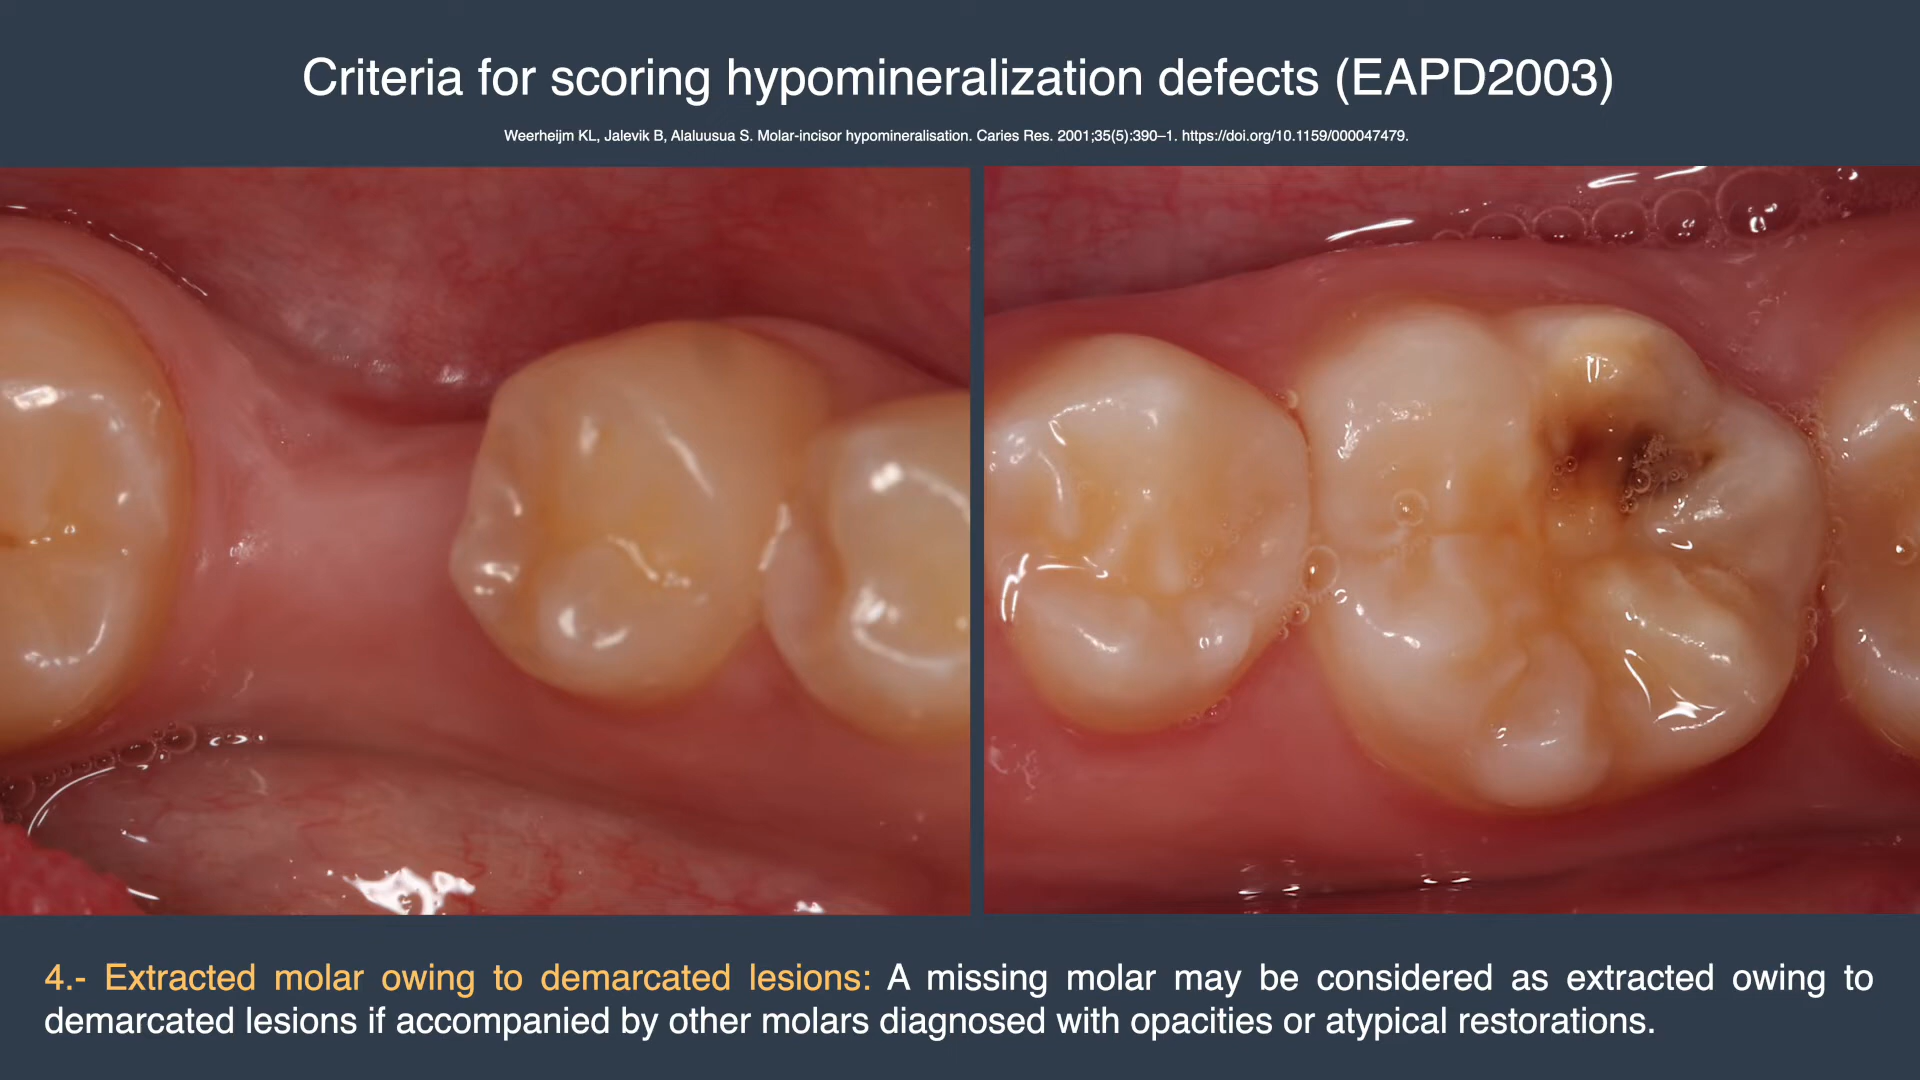 Criteria for scoring hypomineralization defects (EAPD2003)
Weerheijm KL, Jalevik B, Alaluusua S. Molar-incisor hypomineralisation. Caries Res. 2001;35(5):390–1. https://doi.org/10.1159/000047479.
4.- Extracted molar owing to demarcated lesions: A missing molar may be considered as extracted owing to
demarcated lesions if accompanied by other molars diagnosed with opacities or atypical restorations.